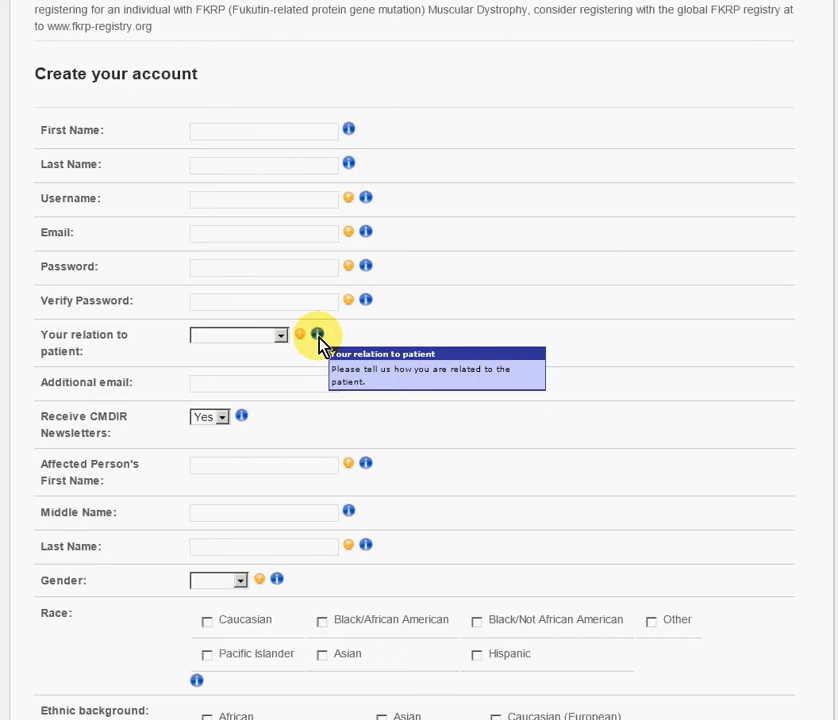 registering for an individual with FKRP (Fukutin-related protein gene mutation) Muscular Dystrophy, consider registering with the global FKRP registry at
to www.fkrp-registry.org
Create your account
First Name:
Last Name:
Username:
Email:
Password:
Verify Password:
Your relation to
patient:
Your relation to patient
Please tell us how you are related to the
patient.
Additional email:
Receive CMDIR
Newsletters:
Yes
Affected Person's
First Name:
Middle Name:
Last Name:
Gender:
Race:
Caucasian
Black/African American
Black/Not African American
Other
Pacific Islander
Asian
Hispanic
Ethnic background:
African
Asian
Caucasian (European)